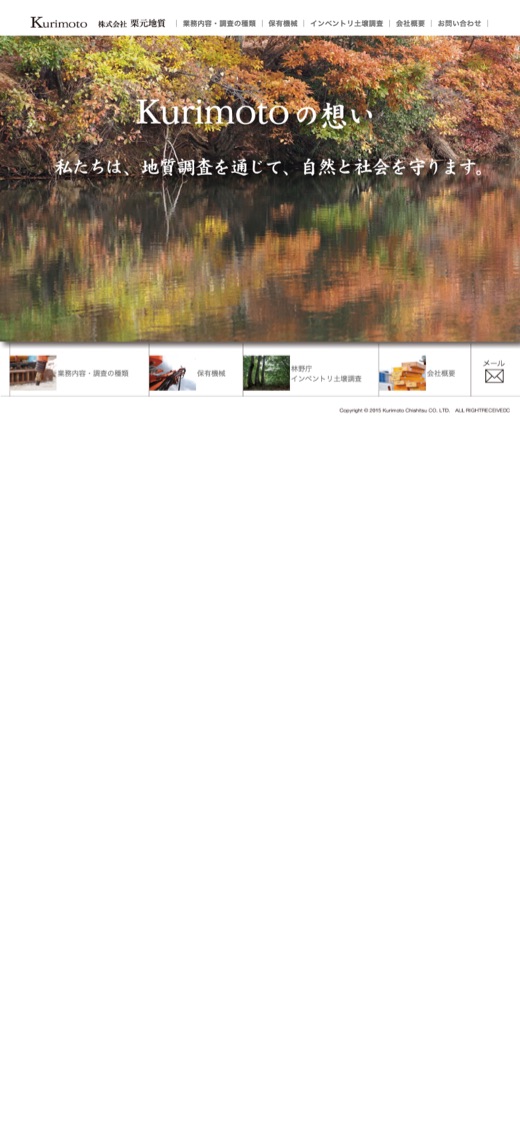 Kurimoto 株式会社 栗元地質 | 業務内容・調査の種類 | 保有機械 | インベントリ土壌調査 | 会社概要 | お問い合わせ |
Kurimotoの想い
私たちは、地質調査を通じて、自然と社会を守ります。
業務内容・調査の種類
保有機械
林野庁
インベントリ土壌調査
会社概要
メール
Copyright © 2015 Kurimoto Chishitsu CO. LTD. ALL RIGHTRECEIVEDC